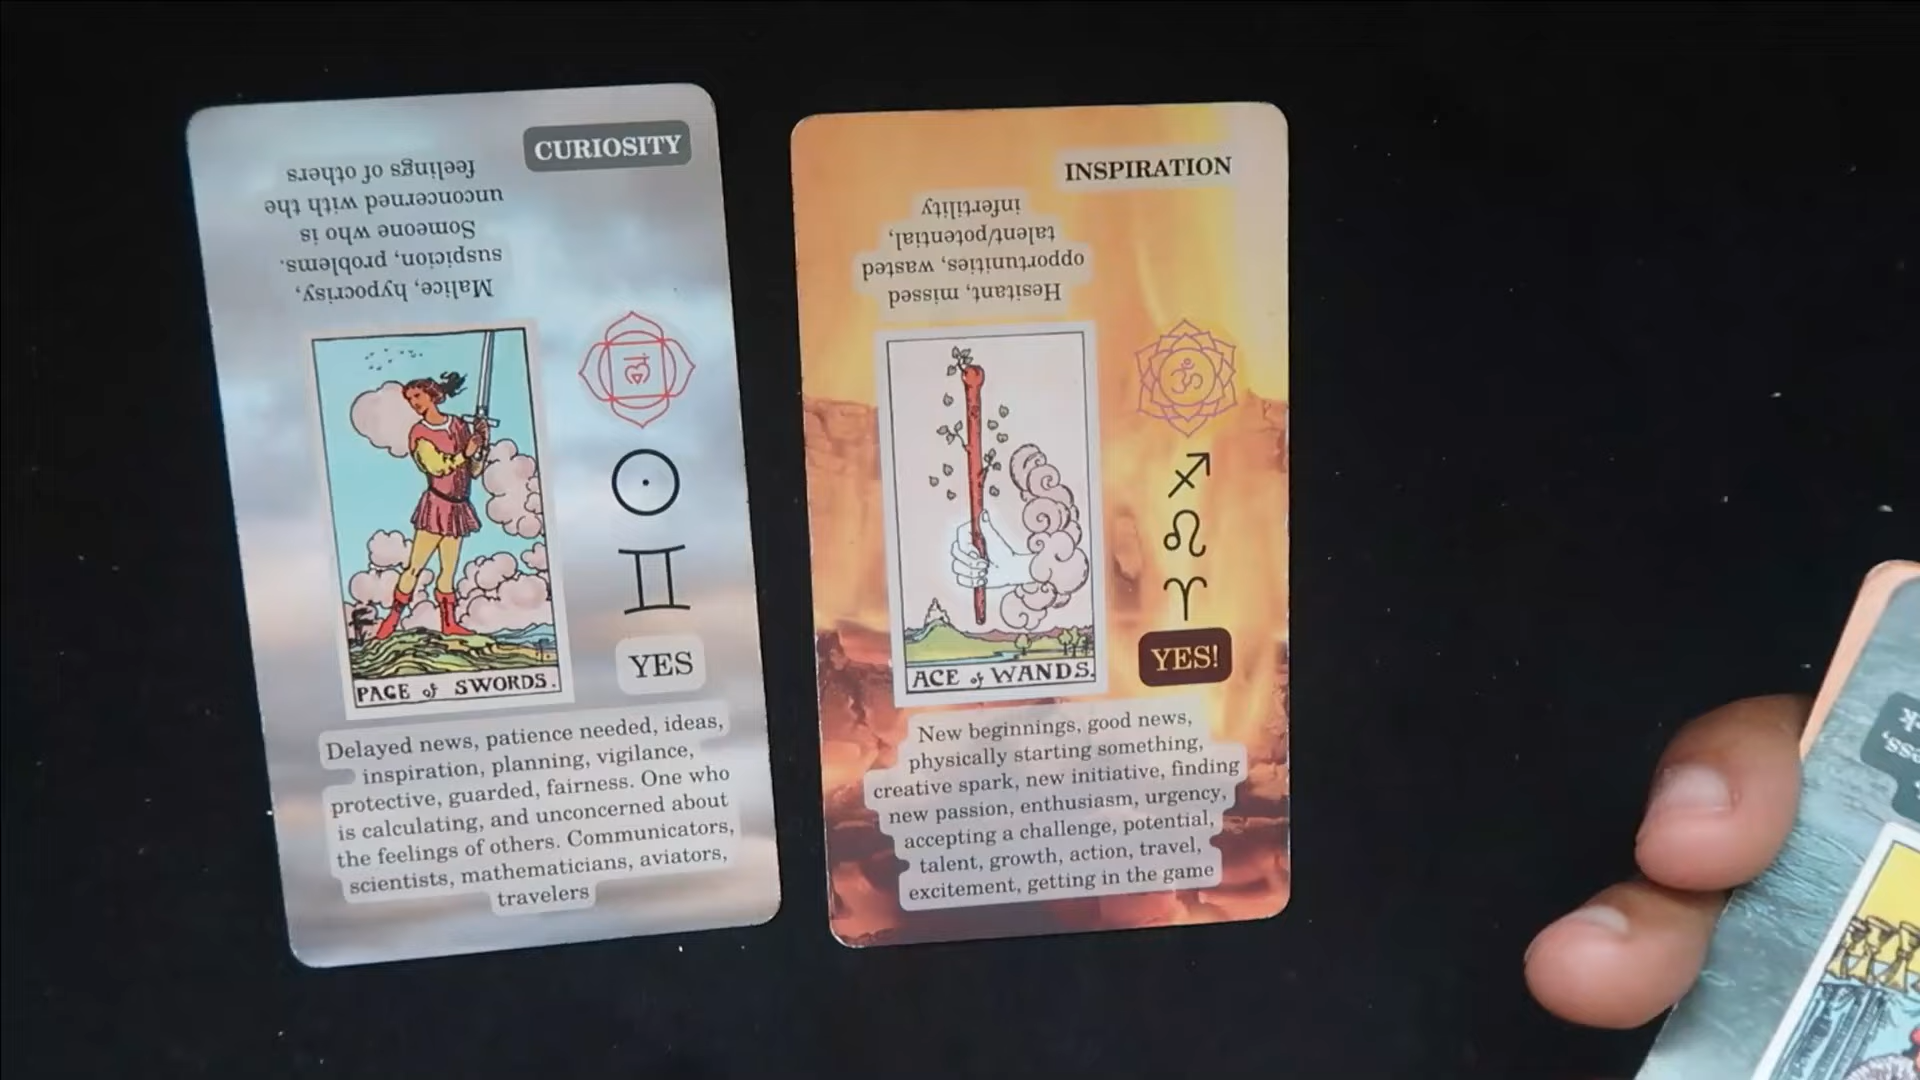 CURIOSITY
Malice, hypocrisy,
suspicion, problems.
Someone who is
unconcerned with the
feelings of others
PAGE of SWORDS.
YES
Delayed news, patience needed, ideas,
inspiration, planning, vigilance,
protective, guarded, fairness. One who
is calculating, and unconcerned about
the feelings of others. Communicators,
scientists, mathematicians, aviators,
travelers
INSPIRATION
Hesitant, missed
opportunities, wasted
talent/potential,
infertility
ॐ
ACE of WANDS.
YES!
New beginnings, good news,
physically starting something,
creative spark, new initiative, finding
new passion, enthusiasm, urgency,
accepting a challenge, potential,
talent, growth, action, travel,
excitement, getting in the game